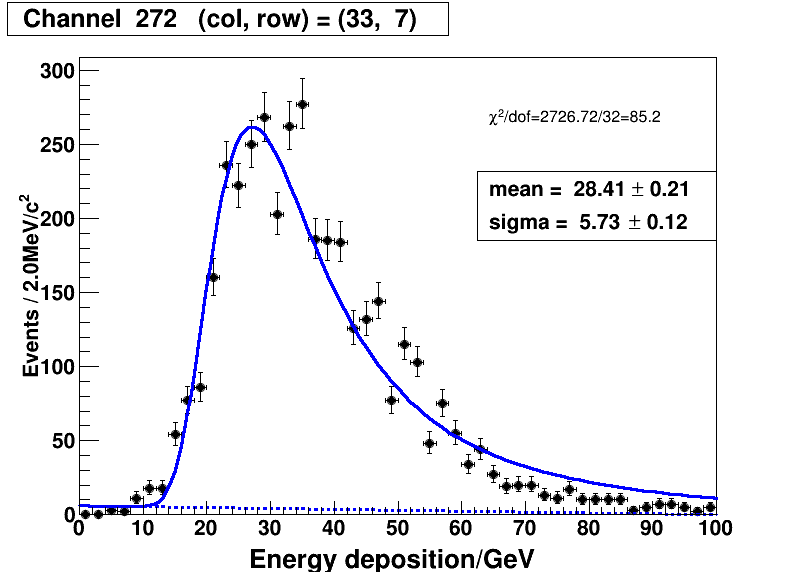 Channel 272 (col, row) = (33, 7)
300
250
200
150
100
50
0
Events / 2.0MeV/c²
χ²/dof=2726.72/32=85.2
mean = 28.41 ± 0.21
sigma = 5.73 ± 0.12
0 10 20 30 40 50 60 70 80 90 100
Energy deposition/GeV